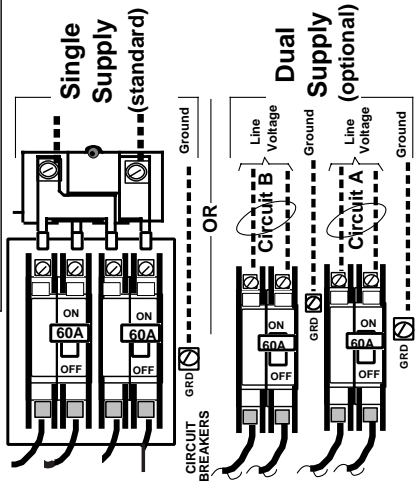 Single
Supply
(standard)
Ground
ON
60A
OFF
ON
60A
OFF
GRD
CIRCUIT
BREAKERS
OR
Dual
Supply
(optional)
Line
Voltage
Circuit B
Ground
ON
60A
OFF
GRD
Line
Voltage
Circuit A
Ground
ON
60A
OFF
GRD